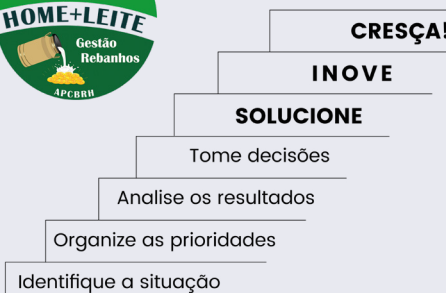 HOME+LEITE
Gestão
Rebanhos
APCBRH
CRESÇA!
INOVE
SOLUCIONE
Tome decisões
Analise os resultados
Organize as prioridades
Identifique a situação